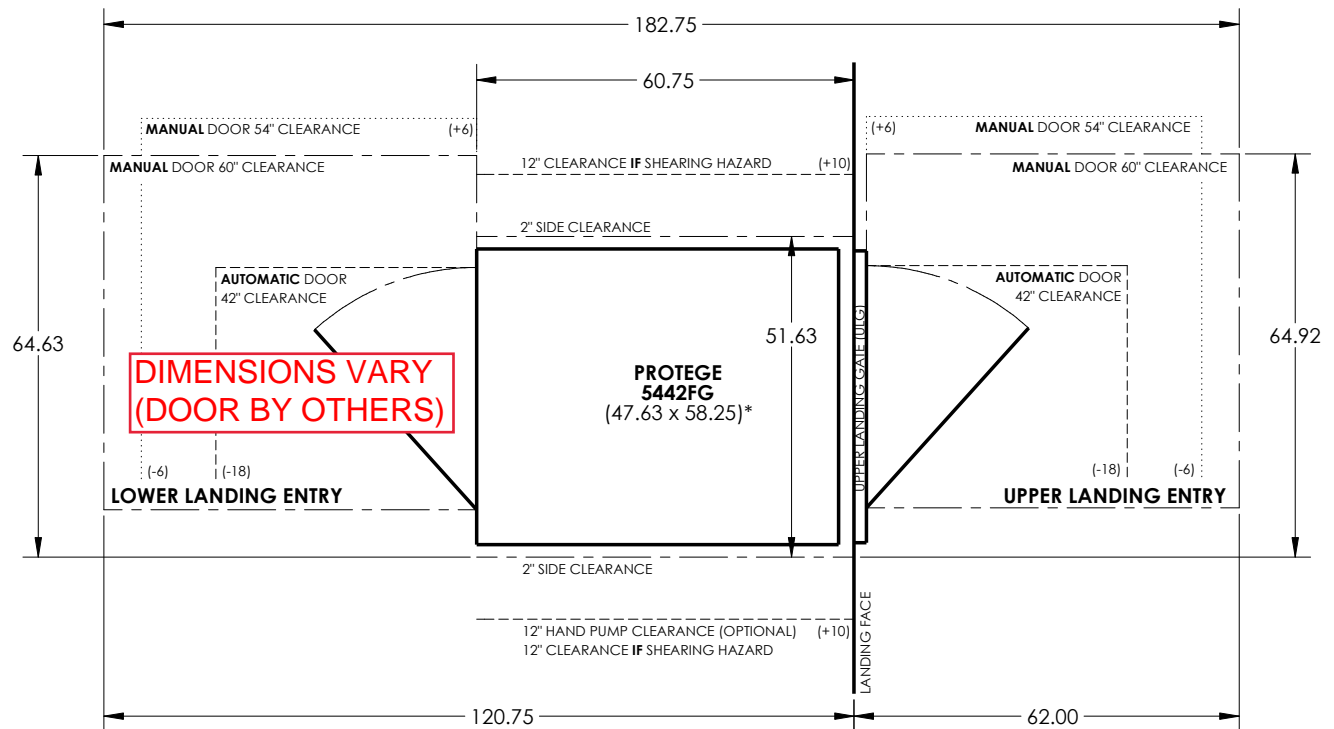 182.75
60.75
MANUAL DOOR 54" CLEARANCE (+6)
(+6) MANUAL DOOR 54" CLEARANCE
MANUAL DOOR 60" CLEARANCE
12" CLEARANCE IF SHEARING HAZARD (+10)
MANUAL DOOR 60" CLEARANCE
2" SIDE CLEARANCE
AUTOMATIC DOOR
42" CLEARANCE
AUTOMATIC DOOR
42" CLEARANCE
64.63
51.63
64.92
DIMENSIONS VARY
(DOOR BY OTHERS)
PROTEGE
5442FG
(47.63 x 58.25)*
UPPER LANDING GATE (ULG)
(-6) (-18)
LOWER LANDING ENTRY
(-18) (-6)
UPPER LANDING ENTRY
2" SIDE CLEARANCE
12" HAND PUMP CLEARANCE (OPTIONAL) (+10)
12" CLEARANCE IF SHEARING HAZARD
LANDING FACE
120.75
62.00